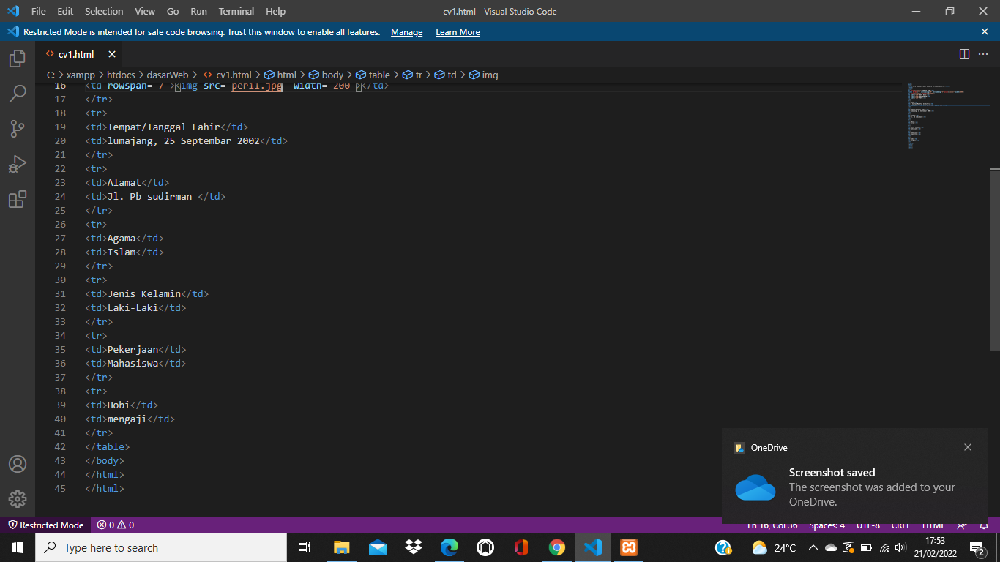 File Edit Selection View Go Run Terminal Help cv1.html - Visual Studio Code
Restricted Mode is intended for safe code browsing. Trust this window to enable all features. Manage Learn More
<> cv1.html
C: > xampp > htdocs > dasarWeb > <> cv1.html > html > body > table > tr > td > img
16 <td rowspan="7"><img src="peri1.jpg" width="200"></td>
17 </tr>
18 <tr>
19 <td>Tempat/Tanggal Lahir</td>
20 <td>lumajang, 25 Septembar 2002</td>
21 </tr>
22 <tr>
23 <td>Alamat</td>
24 <td>Jl. Pb sudirman </td>
25 </tr>
26 <tr>
27 <td>Agama</td>
28 <td>Islam</td>
29 </tr>
30 <tr>
31 <td>Jenis Kelamin</td>
32 <td>Laki-Laki</td>
33 </tr>
34 <tr>
35 <td>Pekerjaan</td>
36 <td>Mahasiswa</td>
37 </tr>
38 <tr>
39 <td>Hobi</td>
40 <td>mengaji</td>
41 </tr>
42 </table>
43 </body>
44 </html>
45 </html>
OneDrive
Screenshot saved
The screenshot was added to your
OneDrive.
Restricted Mode 0 0 Ln 16, Col 36 Spaces: 4 UTF-8 CRLF HTML
Type here to search 24°C 17:53
21/02/2022 2